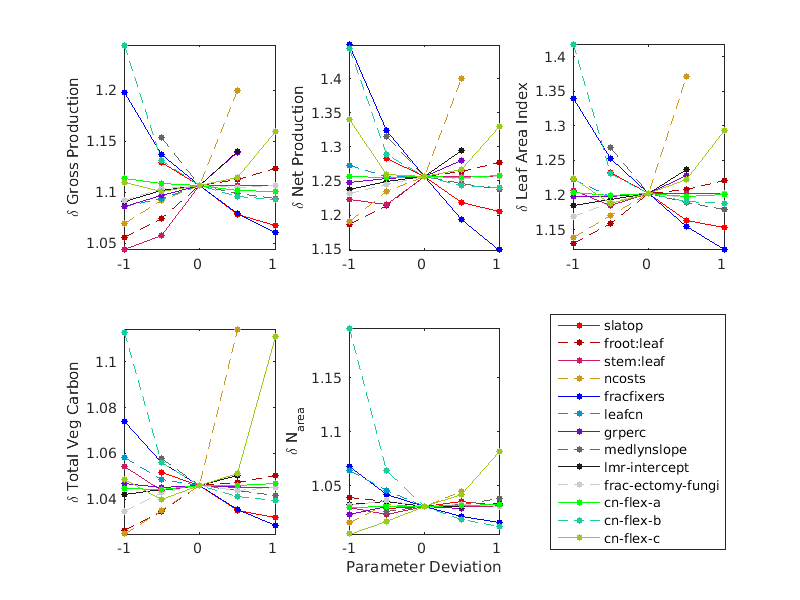 δ Gross Production
1.2
1.15
1.1
1.05
-1 0 1
δ Net Production
1.4
1.35
1.3
1.25
1.2
1.15
-1 0 1
δ Leaf Area Index
1.4
1.35
1.3
1.25
1.2
1.15
-1 0 1
δ Total Veg Carbon
1.1
1.08
1.06
1.04
-1 0 1
δ N_area
1.15
1.1
1.05
-1 0 1
Parameter Deviation
slatop
froot:leaf
stem:leaf
ncosts
fracfixers
leafcn
grperc
medlynslope
lmr-intercept
frac-ectomy-fungi
cn-flex-a
cn-flex-b
cn-flex-c